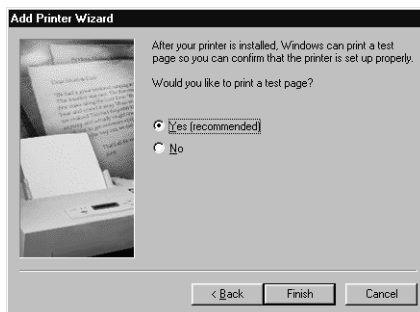 Add Printer Wizard
After your printer is installed, Windows can print a test
page so you can confirm that the printer is set up properly.
Would you like to print a test page?
Yes (recommended)
No
< Back
Finish
Cancel